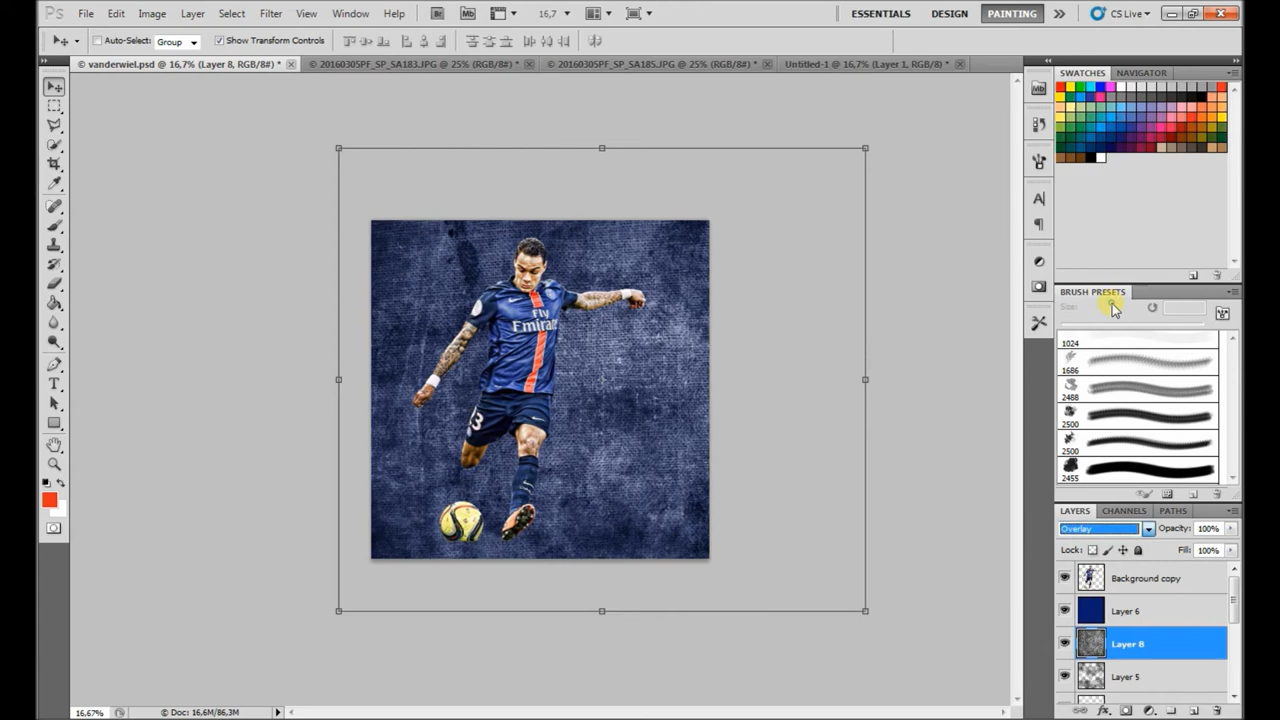 Ps File Edit Image Layer Select Filter View Window Help Br Mb 16,7 ESSENTIALS DESIGN PAINTING CS Live
Auto-Select: Group Show Transform Controls
© vanderwiel.psd @ 16,7% (Layer 8, RGB/8#) * © 20160305PF_SP_SA183.JPG @ 25% (RGB/8*) * © 20160305PF_SP_SA185.JPG @ 25% (RGB/8*) * Untitled-1 @ 16,7% (Layer 1, RGB/8) *
SWATCHES NAVIGATOR
Mb
BRUSH PRESETS
Size:
1024
1686
2488
2500
2500
2455
Fly
Emirates
LAYERS CHANNELS PATHS
Overlay Opacity: 100%
Lock: Fill: 100%
Background copy
Layer 6
Layer 8
Layer 5
16,67% Doc: 16,6M/86,3M